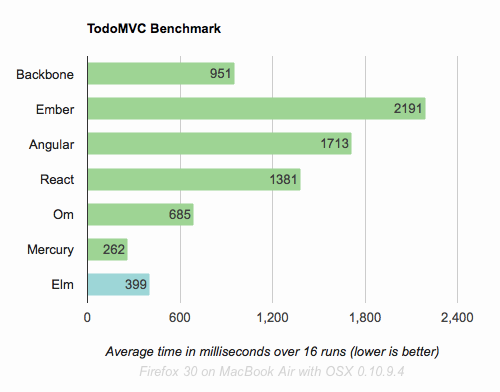 TodoMVC Benchmark
Backbone 951
Ember 2191
Angular 1713
React 1381
Om 685
Mercury 262
Elm 399
0 600 1,200 1,800 2,400
Average time in milliseconds over 16 runs (lower is better)
Firefox 30 on MacBook Air with OSX 0.10.9.4